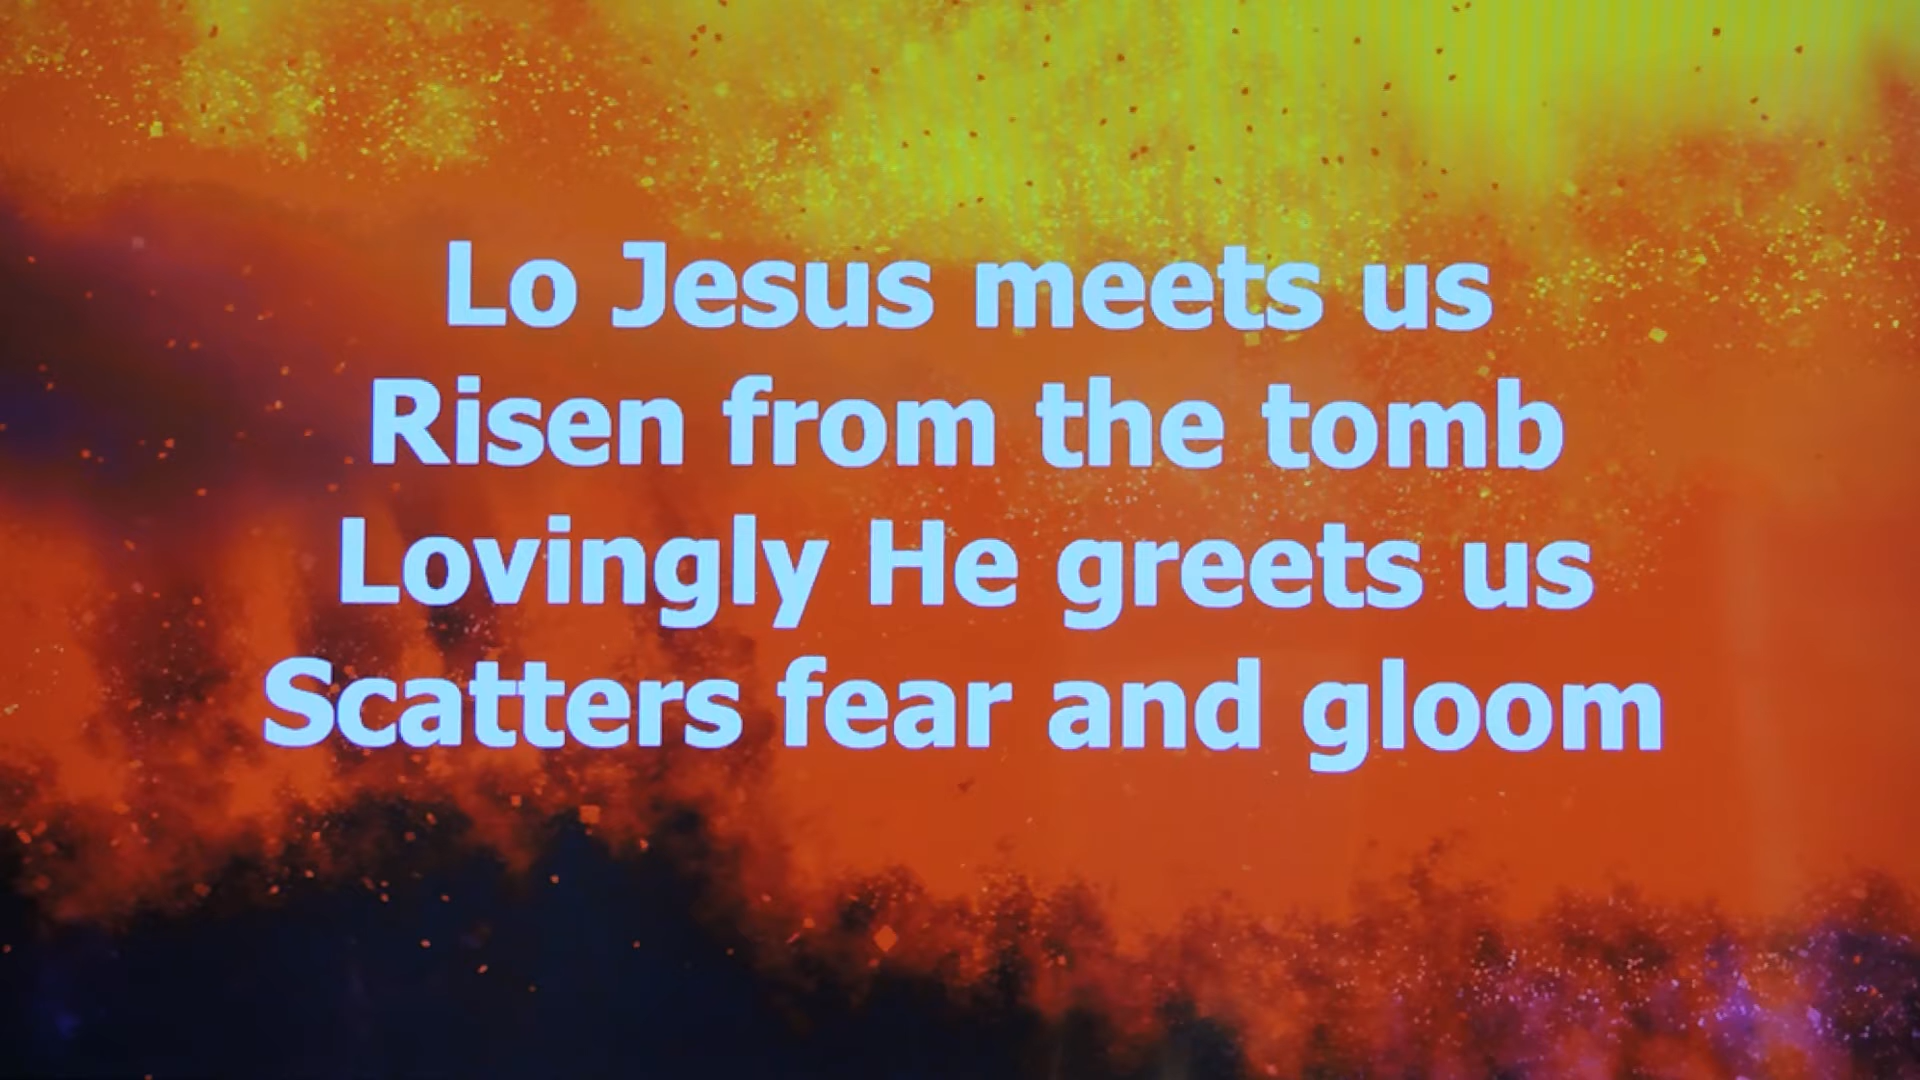 Lo Jesus meets us
Risen from the tomb
Lovingly He greets us
Scatters fear and gloom